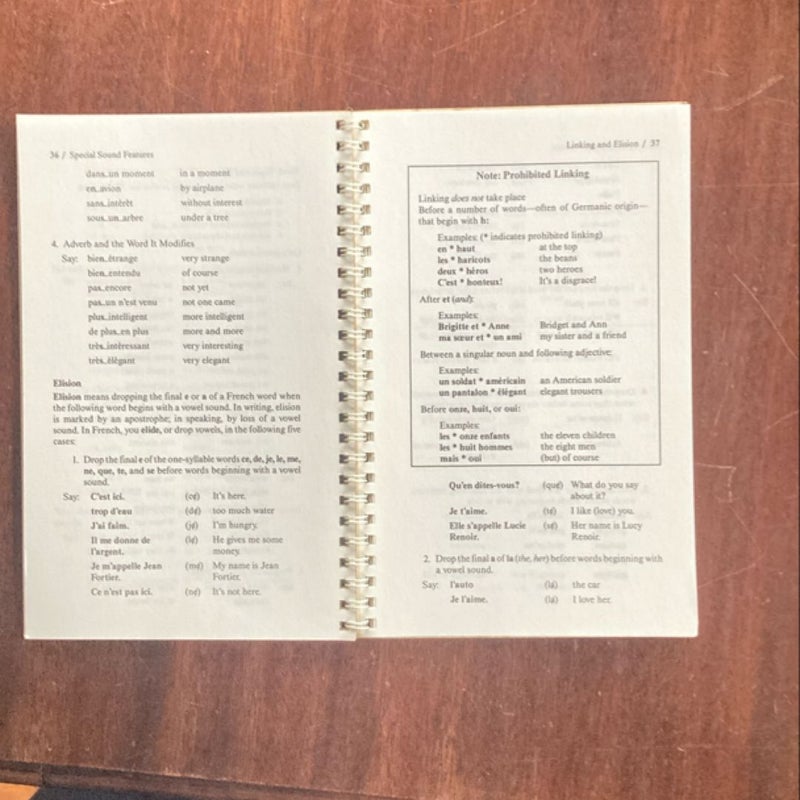 36 / Special Sound Features
dans‿un moment in a moment
en‿avion by airplane
sans‿intérêt without interest
sous‿un‿arbre under a tree
4. Adverb and the Word It Modifies
Say: bien‿étrange very strange
bien‿entendu of course
pas‿encore not yet
pas‿un n'est venu not one came
plus‿intelligent more intelligent
de plus‿en plus more and more
très‿intéressant very interesting
très‿élégant very elegant
Elision
Elision means dropping the final e or a of a French word when
the following word begins with a vowel sound. In writing, elision
is marked by an apostrophe; in speaking, by loss of a vowel
sound. In French, you elide, or drop vowels, in the following five
cases:
1. Drop the final e of the one-syllable words ce, de, je, le, me,
ne, que, te, and se before words beginning with a vowel
sound.
Say: C'est ici. (ce) It's here.
trop d'eau (de) too much water
J'ai faim. (je) I'm hungry.
Il me donne de (le) He gives me some
l'argent. money.
Je m'appelle Jean (me) My name is Jean
Fortier. Fortier.
Ce n'est pas ici. (ne) It's not here.
Linking and Elision / 37
Note: Prohibited Linking
Linking does not take place
Before a number of words—often of Germanic origin—
that begin with h:
Examples: (* indicates prohibited linking)
en * haut at the top
les * haricots the beans
deux * héros two heroes
C'est * honteux! It's a disgrace!
After et (and):
Examples:
Brigitte et * Anne Bridget and Ann
ma sœur et * un ami my sister and a friend
Between a singular noun and following adjective:
Examples:
un soldat * américain an American soldier
un pantalon * élégant elegant trousers
Before onze, huit, or oui:
Examples:
les * onze enfants the eleven children
les * huit hommes the eight men
mais * oui (but) of course
Qu'en dites-vous? (que) What do you say
about it?
Je t'aime. (te) I like (love) you.
Elle s'appelle Lucie (se) Her name is Lucy
Renoir. Renoir.
2. Drop the final a of la (the, her) before words beginning with
a vowel sound.
Say: l'auto (la) the car
Je l'aime. (la) I love her.